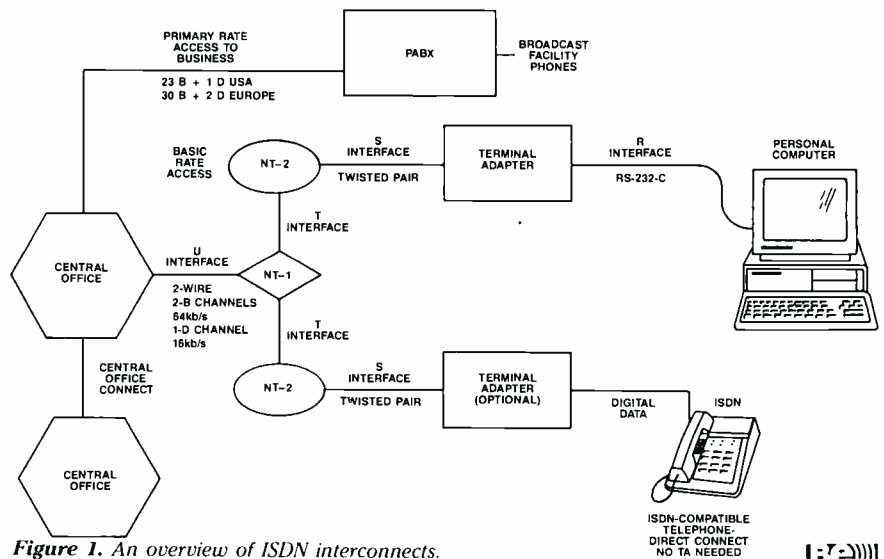 PRIMARY RATE
ACCESS TO
BUSINESS
23 B + 1 D USA
30 B + 2 D EUROPE
PABX
BROADCAST
FACILITY
PHONES
BASIC
RATE
ACCESS
NT-2
S
INTERFACE
TWISTED PAIR
TERMINAL
ADAPTER
R
INTERFACE
RS-232-C
PERSONAL
COMPUTER
T
INTERFACE
CENTRAL
OFFICE
U
INTERFACE
2-WIRE
2-B CHANNELS
64kb/s
1-D CHANNEL
16kb/s
NT-1
T
INTERFACE
CENTRAL
OFFICE
CONNECT
NT-2
S
INTERFACE
TWISTED PAIR
TERMINAL
ADAPTER
(OPTIONAL)
DIGITAL
DATA
ISDN
CENTRAL
OFFICE
ISDN-COMPATIBLE
TELEPHONE-
DIRECT CONNECT
NO TA NEEDED
Figure 1. An overview of ISDN interconnects.